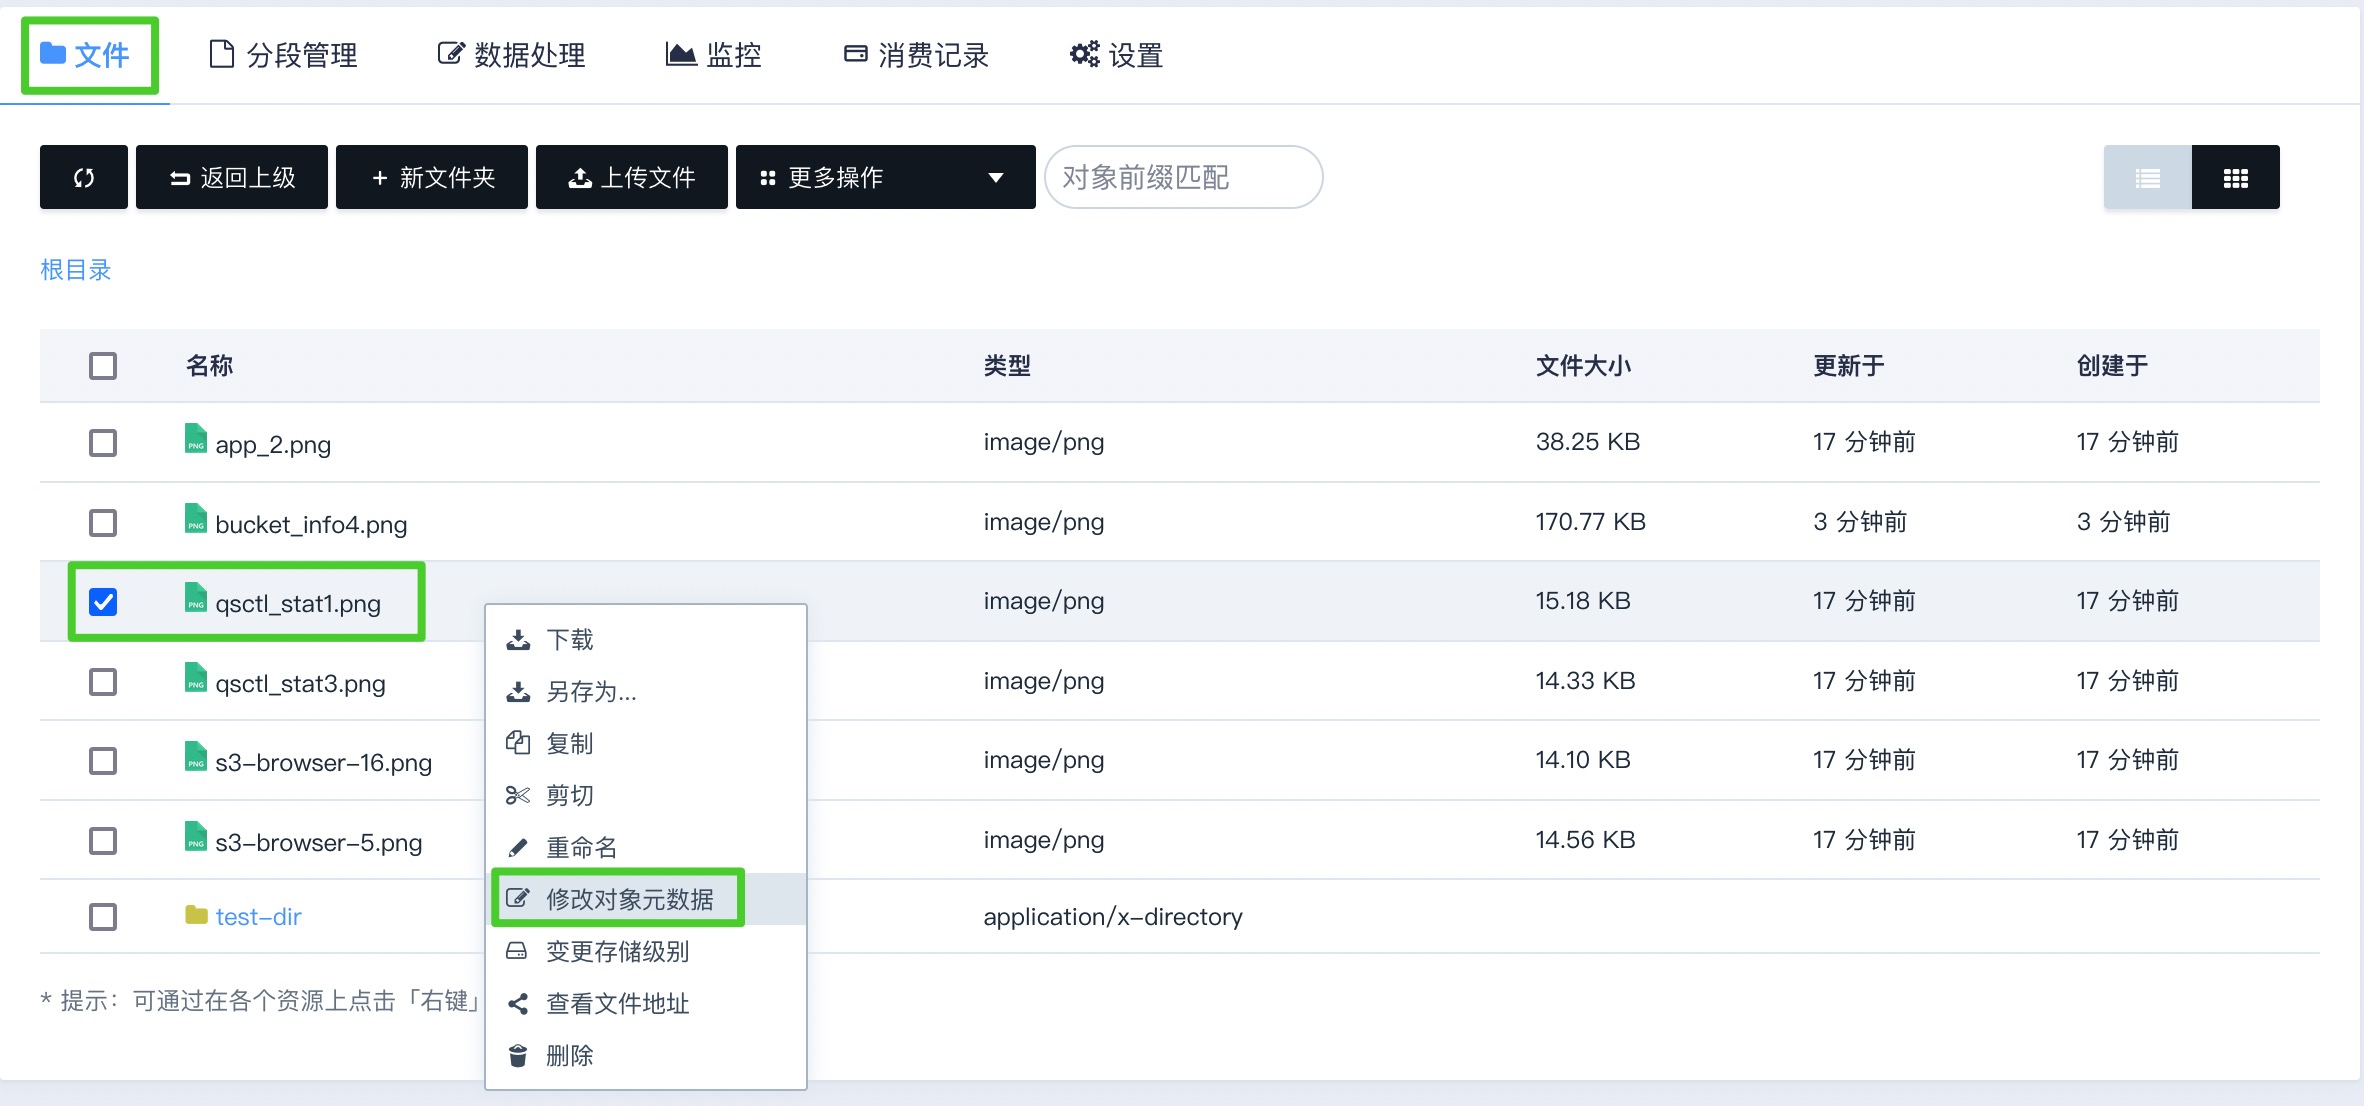 文件 分段管理 数据处理 监控 消费记录 设置
返回上级 + 新文件夹 上传文件 更多操作 对象前缀匹配
根目录
名称 类型 文件大小 更新于 创建于
PNG app_2.png image/png 38.25 KB 17 分钟前 17 分钟前
PNG bucket_info4.png image/png 170.77 KB 3 分钟前 3 分钟前
PNG qsctl_stat1.png image/png 15.18 KB 17 分钟前 17 分钟前
PNG qsctl_stat3.png image/png 14.33 KB 17 分钟前 17 分钟前
PNG s3-browser-16.png image/png 14.10 KB 17 分钟前 17 分钟前
PNG s3-browser-5.png image/png 14.56 KB 17 分钟前 17 分钟前
test-dir application/x-directory
* 提示：可通过在各个资源上点击「右键」
下载
另存为...
复制
剪切
重命名
修改对象元数据
变更存储级别
查看文件地址
删除